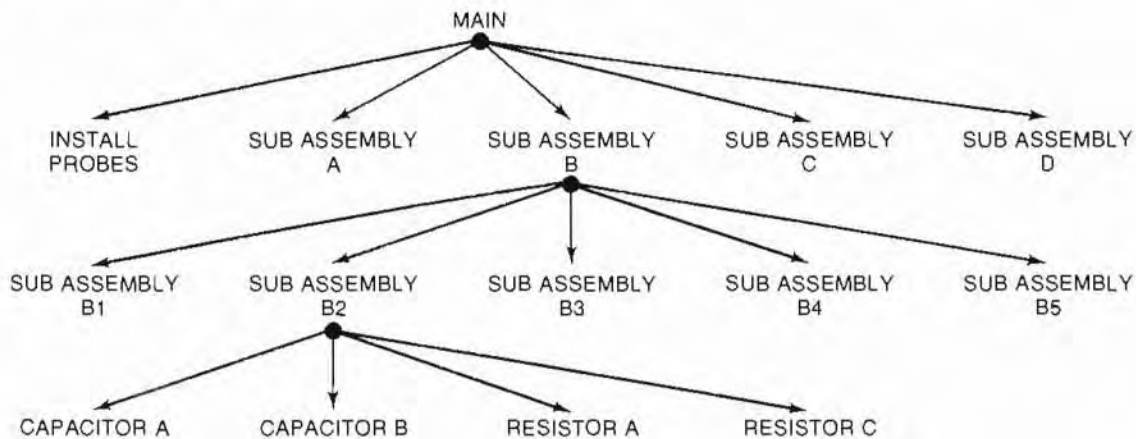 MAIN
INSTALL
PROBES
SUB ASSEMBLY
A
SUB ASSEMBLY
B
SUB ASSEMBLY
C
SUB ASSEMBLY
D
SUB ASSEMBLY
B1
SUB ASSEMBLY
B2
SUB ASSEMBLY
B3
SUB ASSEMBLY
B4
SUB ASSEMBLY
B5
CAPACITOR A
CAPACITOR B
RESISTOR A
RESISTOR C